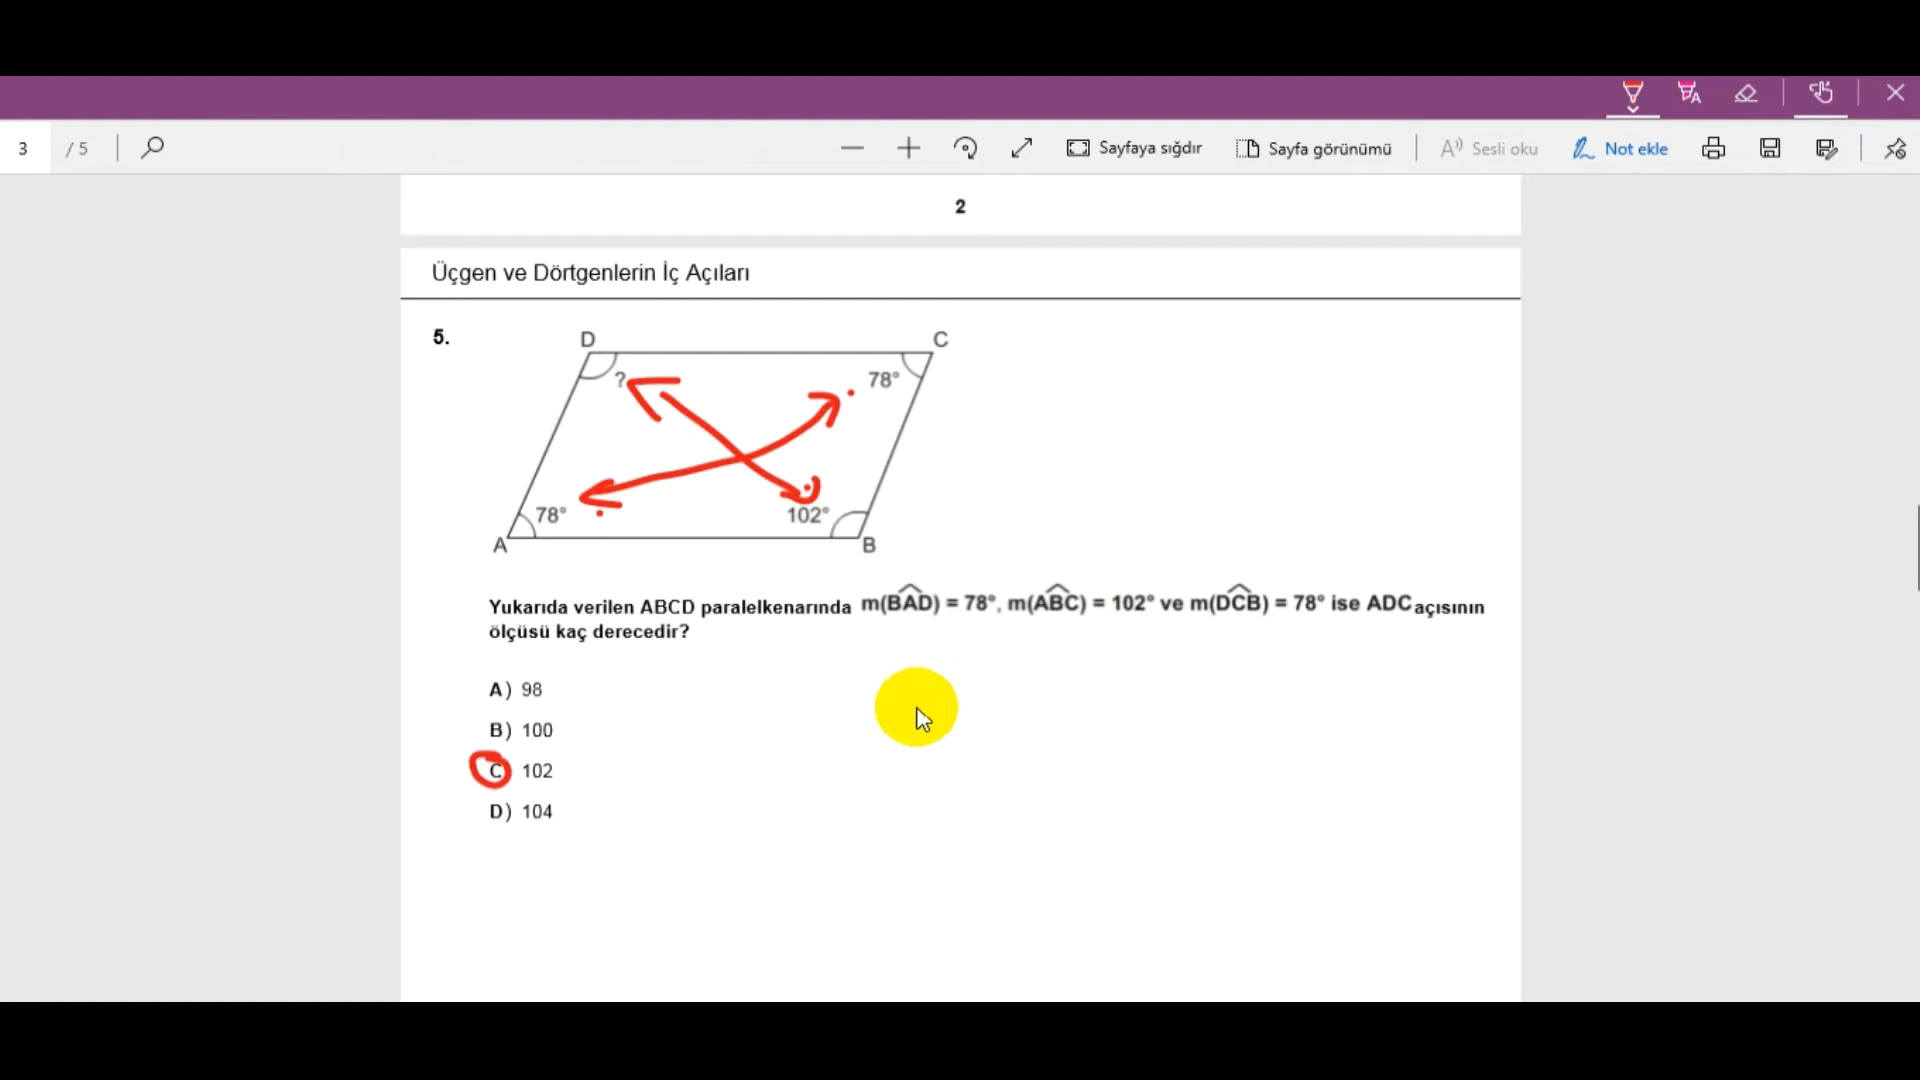 3 / 5 Sayfaya sığdır Sayfa görünümü A Sesli oku Not ekle
2
Üçgen ve Dörtgenlerin İç Açıları
5.
D C
? 78°
78° 102°
A B
Yukarıda verilen ABCD paralelkenarında m(BAD) = 78°, m(ABC) = 102° ve m(DCB) = 78° ise ADC açısının
ölçüsü kaç derecedir?
A) 98
B) 100
C 102
D) 104